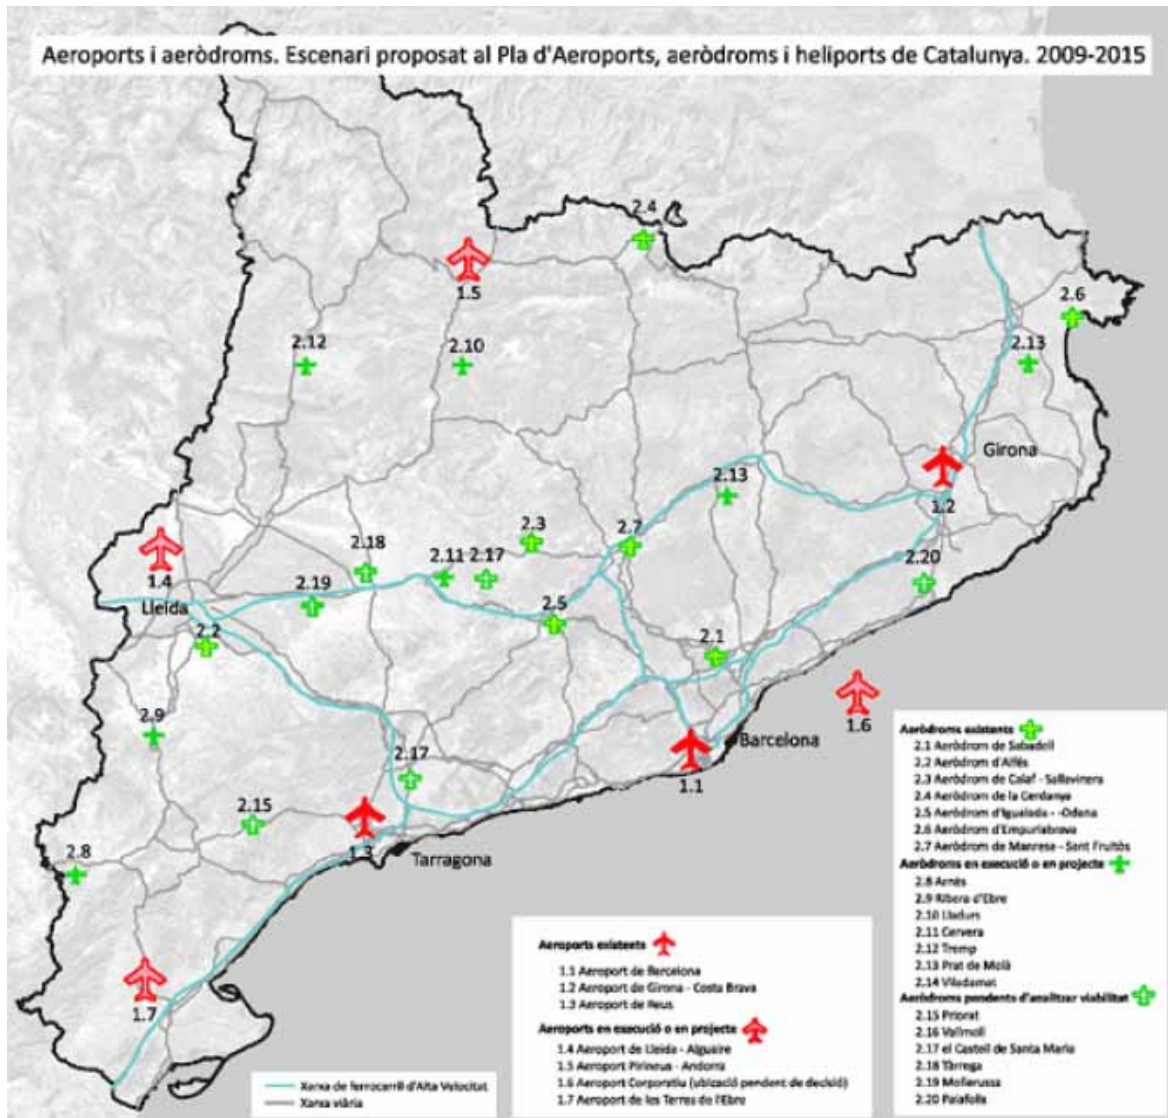 Aeroports i aeròdroms. Escenari proposat al Pla d'Aeroports, aeròdroms i heliports de Catalunya. 2009-2015
2.4
1.5
2.6
2.12
2.10
2.13
Girona
2.13
1.2
2.3
2.7
2.18
2.11
2.17
2.20
1.4
Lleida
2.19
2.5
2.2
2.1
1.6
2.9
Barcelona
2.17
1.1
2.15
3
Tarragona
2.8
1.7
Aeròdroms existents
2.1 Aeròdrom de Sabadell
2.2 Aeròdrom d'Alfés
2.3 Aeròdrom de Calaf - Sallavinera
2.4 Aeròdrom de la Cerdanya
2.5 Aeròdrom d'Igualada - -Odena
2.6 Aeròdrom d'Empuriabrava
2.7 Aeròdrom de Manresa - Sant Fruitós
Aeròdroms en execució o en projecte
2.8 Arnès
2.9 Ribera d'Ebre
2.10 Lladurs
2.11 Cervera
2.12 Tremp
2.13 Prat de Molà
2.14 Viladamat
Aeròdroms pendents d'analitzar viabilitat
2.15 Priorat
2.16 Vallmoll
2.17 el Castell de Santa Maria
2.18 Tàrrega
2.19 Mollerussa
2.20 Palafolls
Aeroports existents
1.1 Aeroport de Barcelona
1.2 Aeroport de Girona - Costa Brava
1.3 Aeroport de Reus
Aeroports en execució o en projecte
1.4 Aeroport de Lleida - Alguaire
1.5 Aeroport Pirineus - Andorra
1.6 Aeroport Corporatiu (ubicació pendent de decisió)
1.7 Aeroport de les Terres de l'Ebre
Xarxa de ferrocarril d'Alta Velocitat
Xarxa viària